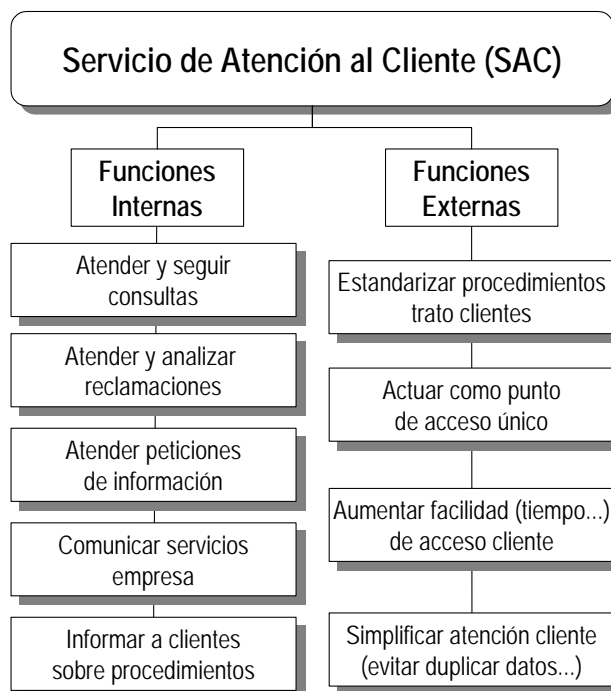 Servicio de Atención al Cliente (SAC)
Funciones
Internas
Atender y seguir
consultas
Atender y analizar
reclamaciones
Atender peticiones
de información
Comunicar servicios
empresa
Informar a clientes
sobre procedimientos
Funciones
Externas
Estandarizar procedimientos
trato clientes
Actuar como punto
de acceso único
Aumentar facilidad (tiempo...)
de acceso cliente
Simplificar atención cliente
(evitar duplicar datos...)